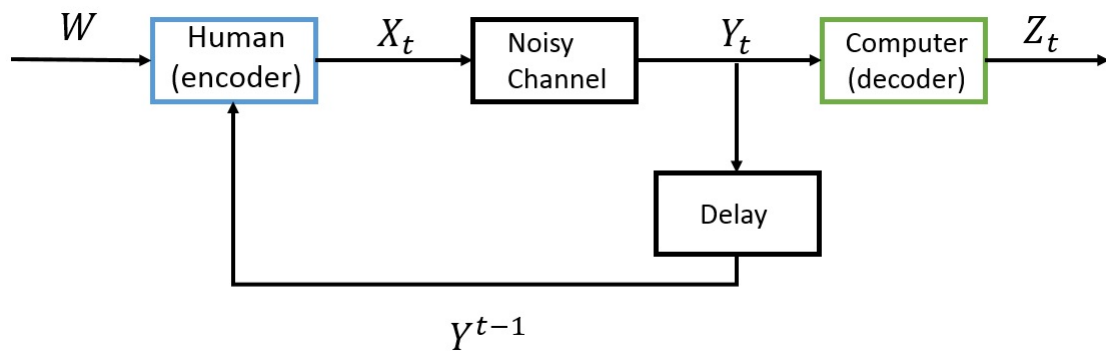 W
Human
(encoder)
X_t
Noisy
Channel
Y_t
Computer
(decoder)
Z_t
Delay
Y^{t-1}